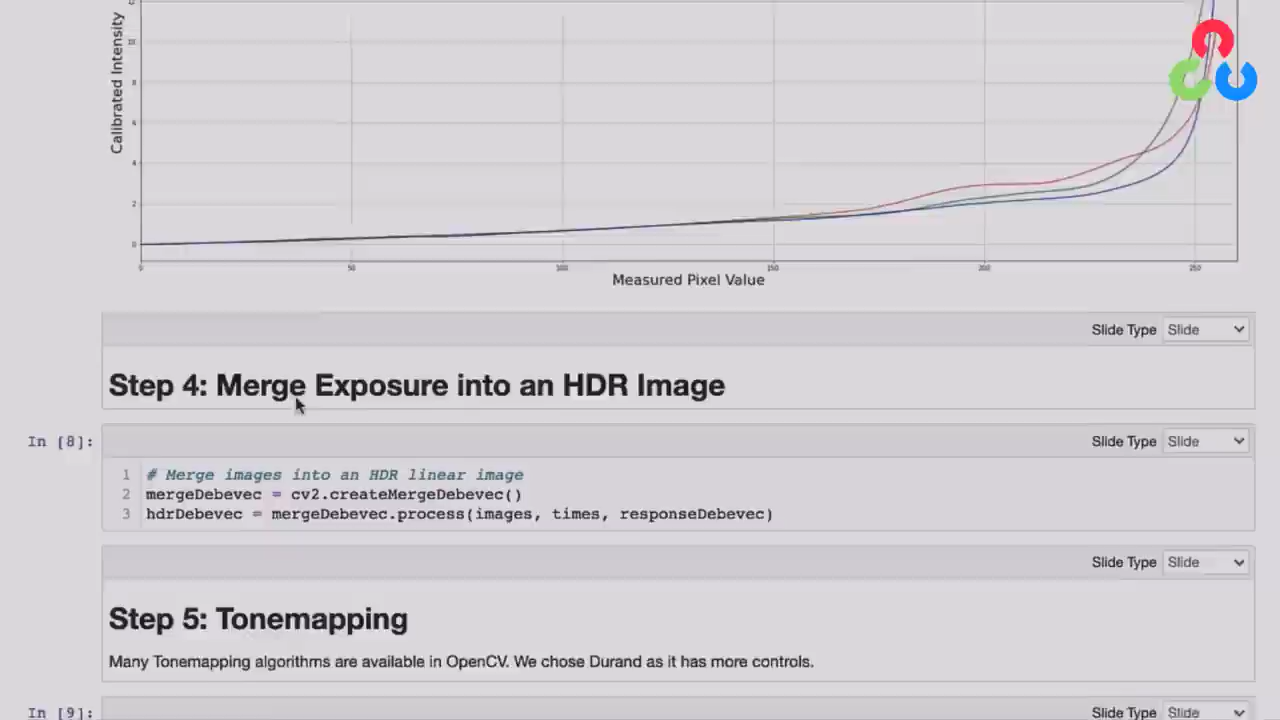 12
10
8
6
4
2
0
Calibrated Intensity
0 50 100 150 200 250
Measured Pixel Value
Slide Type Slide
Step 4: Merge Exposure into an HDR Image
In [8]:
Slide Type Slide
1 # Merge images into an HDR linear image
2 mergeDebevec = cv2.createMergeDebevec()
3 hdrDebevec = mergeDebevec.process(images, times, responseDebevec)
Slide Type Slide
Step 5: Tonemapping
Many Tonemapping algorithms are available in OpenCV. We chose Durand as it has more controls.
In [9]:
Slide Type Slide